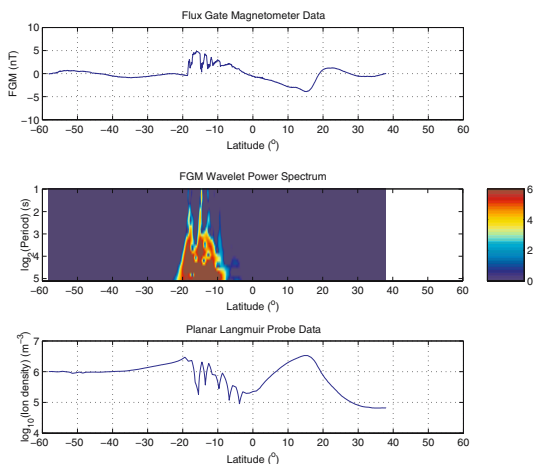 Flux Gate Magnetometer Data
10
5
0
−5
−10
FGM (nT)
−60 −50 −40 −30 −20 −10 0 10 20 30 40 50 60
Latitude (°)
FGM Wavelet Power Spectrum
1
2
3
4
5
log₂(Period) (s)
−60 −50 −40 −30 −20 −10 0 10 20 30 40 50 60
Latitude (°)
6
4
2
0
Planar Langmuir Probe Data
7
6
5
4
log₁₀(Ion density) (m⁻³)
−60 −50 −40 −30 −20 −10 0 10 20 30 40 50 60
Latitude (°)